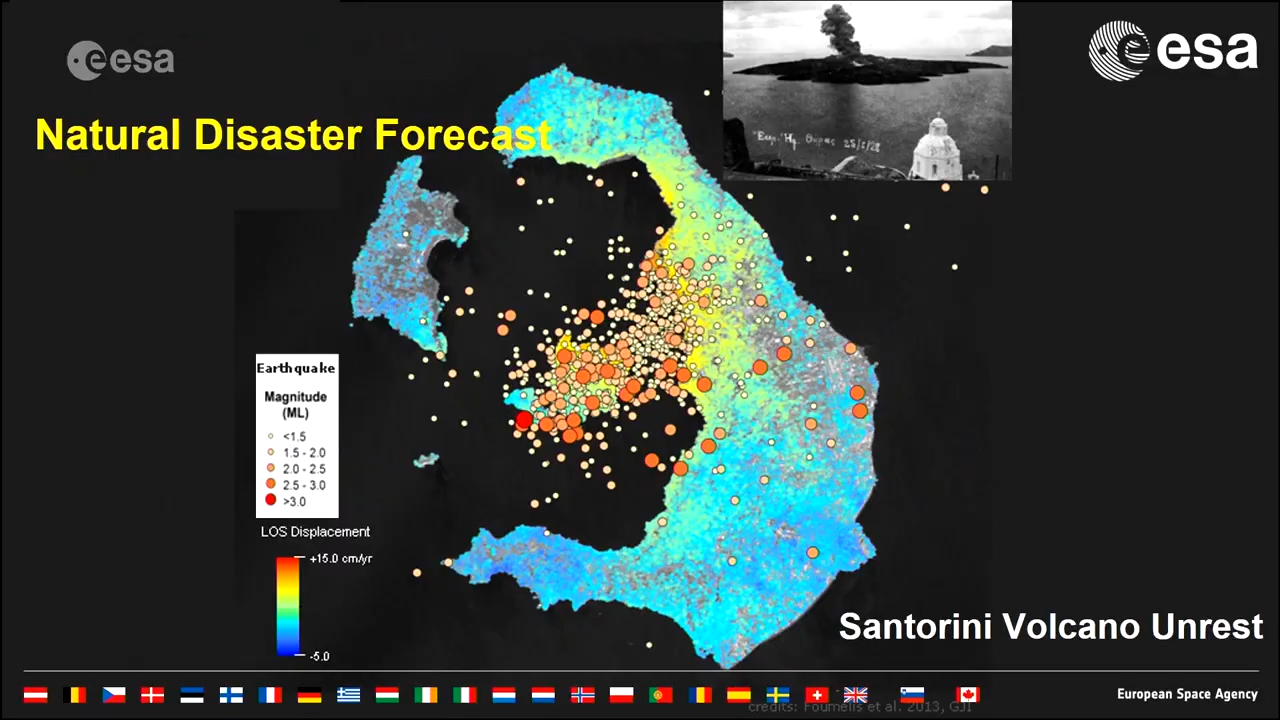 esa
esa
Natural Disaster Forecast
Earthquake
Magnitude
(ML)
<1.5
1.5 - 2.0
2.0 - 2.5
2.5 - 3.0
>3.0
LOS Displacement
+15.0 cm/yr
-5.0
Santorini Volcano Unrest
European Space Agency
credits: Foumelis et al. 2013, GJI